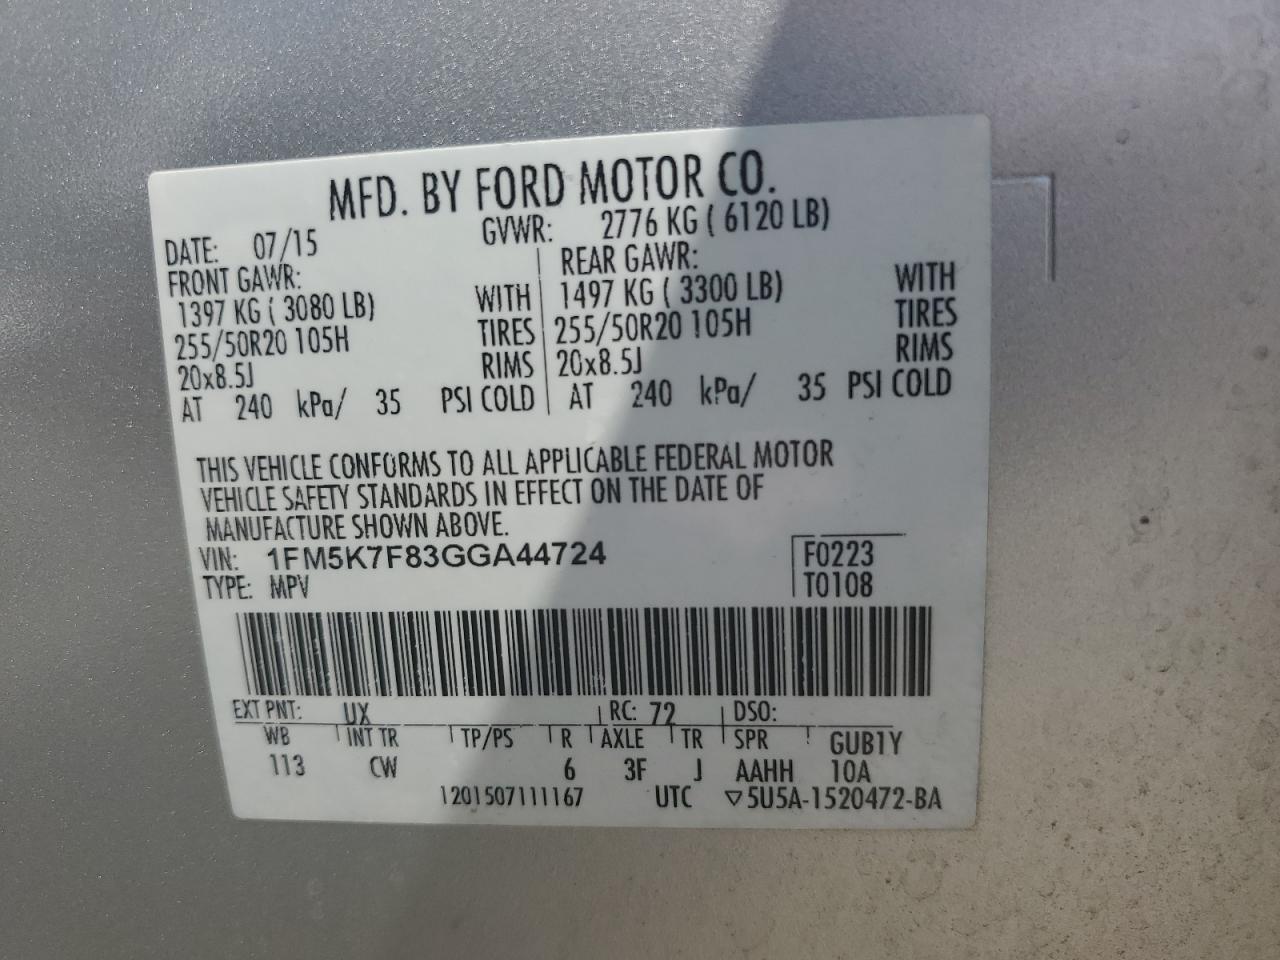 MFD. BY FORD MOTOR CO.
DATE: 07/15 GVWR: 2776 KG ( 6120 LB)
FRONT GAWR: REAR GAWR:
1397 KG ( 3080 LB) WITH 1497 KG ( 3300 LB) WITH
255/50R20 105H TIRES 255/50R20 105H TIRES
20x8.5J RIMS 20x8.5J RIMS
AT 240 kPa/ 35 PSI COLD AT 240 kPa/ 35 PSI COLD
THIS VEHICLE CONFORMS TO ALL APPLICABLE FEDERAL MOTOR
VEHICLE SAFETY STANDARDS IN EFFECT ON THE DATE OF
MANUFACTURE SHOWN ABOVE.
VIN: 1FM5K7F83GGA44724 F0223
TYPE: MPV T0108
EXT PNT: UX RC: 72 DSO:
WB INT TR TP/PS R AXLE TR SPR GUB1Y
113 CW 6 3F J AAHH 10A
1201507111167 UTC ▽5U5A-1520472-BA